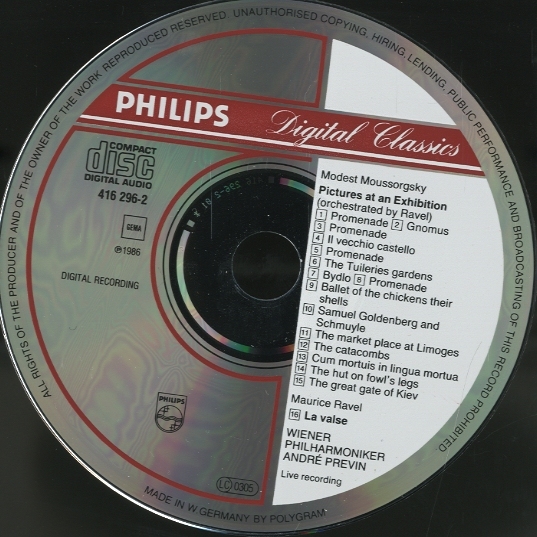 ALL RIGHTS OF THE PRODUCER AND OF THE OWNER OF THE WORK REPRODUCED RESERVED UNAUTHORISED COPYING, HIRING, LENDING, PUBLIC PERFORMANCE AND BROADCASTING OF THIS RECORD PROHIBITED
PHILIPS Digital Classics
COMPACT
disc
DIGITAL AUDIO
416 296-2
GEMA
℗1986
DIGITAL RECORDING
PHILIPS
LC 0305
Modest Moussorgsky
Pictures at an Exhibition
(orchestrated by Ravel)
1 Promenade 2 Gnomus
3 Promenade
4 Il vecchio castello
5 Promenade
6 The Tuileries gardens
7 Bydlo 8 Promenade
9 Ballet of the chickens their
shells
10 Samuel Goldenberg and
Schmuyle
11 The market place at Limoges
12 The catacombs
13 Cum mortuis in lingua mortua
14 The hut on fowl's legs
15 The great gate of Kiev
Maurice Ravel
16 La valse
WIENER
PHILHARMONIKER
ANDRÉ PREVIN
Live recording
MADE IN W GERMANY BY POLYGRAM